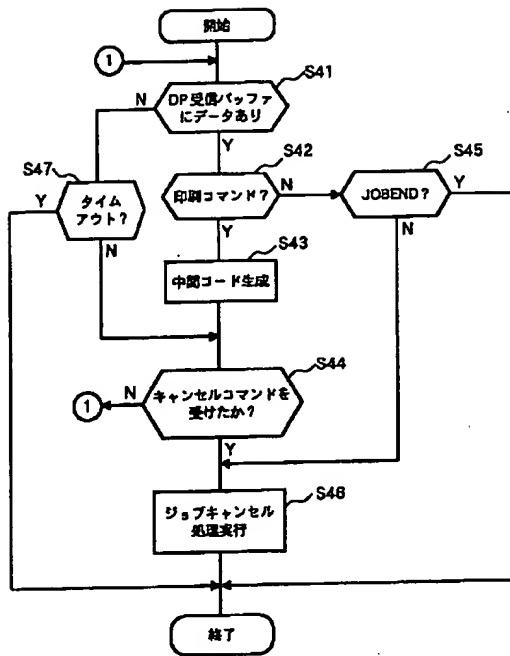 開始
1
S41
N
DP受信バッファ
にデータあり
Y
S47
S42
S45
Y
タイム
アウト?
印刷コマンド?
N
JOBEND?
Y
N
Y
N
S43
中間コード生成
S44
N
キャンセルコマンドを
受けたか?
1
Y
S46
ジョブキャンセル
処理実行
終了